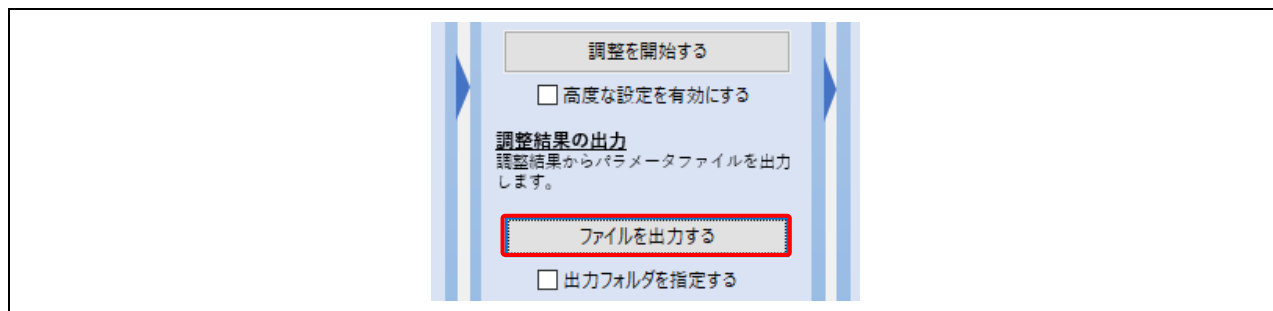 調整を開始する
高度な設定を有効にする
調整結果の出力
調整結果からパラメータファイルを出力
します。
ファイルを出力する
出力フォルダを指定する